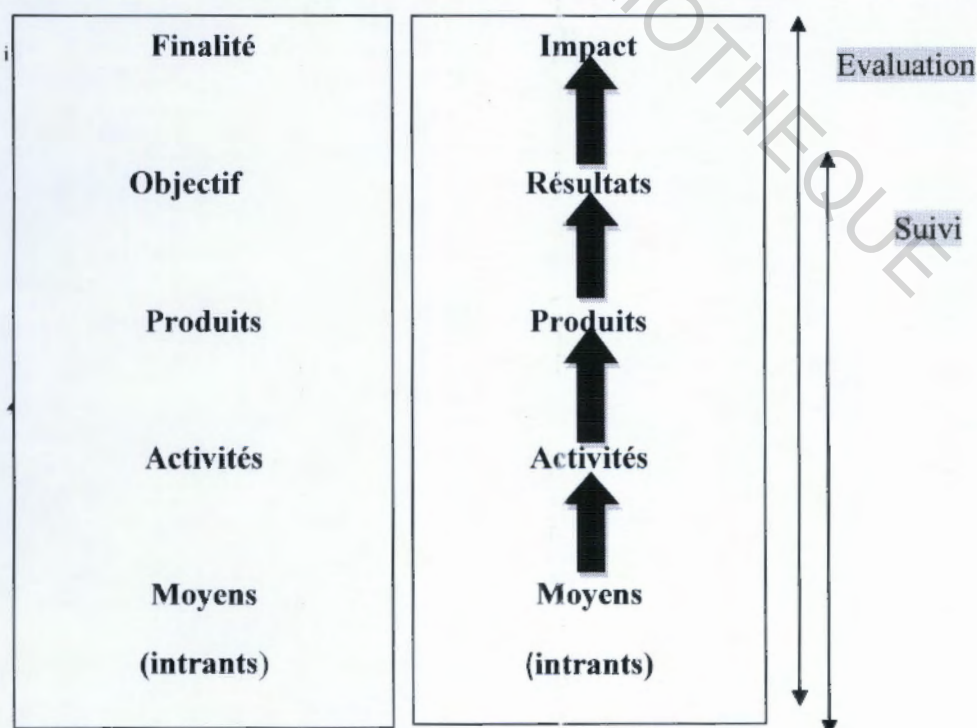 Finalité
Objectif
Produits
Activités
Moyens
(intrants)
Impact
Résultats
Produits
Activités
Moyens
(intrants)
Evaluation
Suivi